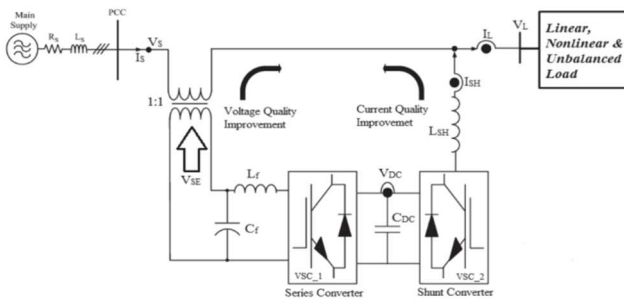 Main
Supply
Rs
Ls
PCC
Vs
Is
1:1
VSE
Voltage Quality
Improvement
Current Quality
Improvemet
IL
VL
Linear,
Nonlinear &
Unbalanced
Load
ISH
LSH
Lf
Cf
VSC_1
Series Converter
VDC
CDC
VSC_2
Shunt Converter